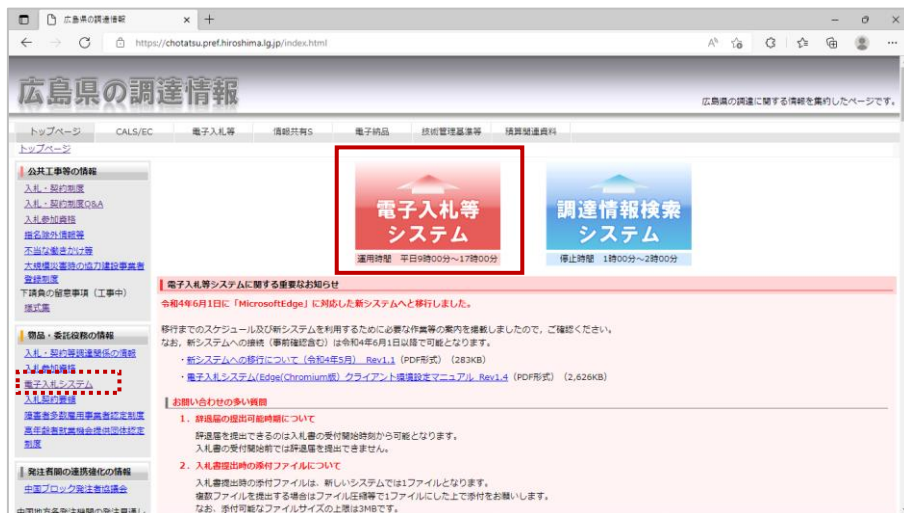 広島県の調達情報
https://chotatsu.pref.hiroshima.lg.jp/index.html
広島県の調達情報
広島県の調達に関する情報を集約したページです。
トップページ CALS/EC 電子入札等 情報共有S 電子納品 技術管理基準等 積算関連資料
トップページ
公共工事等の情報
入札・契約制度
入札・契約制度Q&A
入札参加資格
指名除外情報等
不当な働きかけ等
大規模災害時の協力建設事業者
登録制度
下請負の留意事項（工事中）
様式集
物品・委託役務の情報
入札・契約等調達関係の情報
入札参加資格
電子入札システム
入札契約要領
障害者多数雇用事業者認定制度
高年齢者就業機会提供団体認定
制度
発注者間の連携強化の情報
中国ブロック発注者協議会
電子入札等
システム
運用時間 平日9時00分～17時00分
調達情報検索
システム
停止時間 1時00分～2時00分
電子入札等システムに関する重要なお知らせ
令和4年6月1日に「MicrosoftEdge」に対応した新システムへと移行しました。
移行までのスケジュール及び新システムを利用するために必要な作業等の案内を掲載しましたので，ご確認ください。
なお，新システムへの接続（事前確認含む）は令和4年6月1日以降で可能となります。
・新システムへの移行について（令和4年5月） Rev1.1（PDF形式）（283KB）
・電子入札システム(Edge(Chromium版）クライアント環境設定マニュアル Rev1.4（PDF形式）（2,626KB）
お問い合わせの多い質問
1．辞退届の提出可能時期について
辞退届を提出できるのは入札書の受付開始時刻から可能となります。
入札書の受付開始前では辞退届を提出できません。
2．入札書提出時の添付ファイルについて
入札書提出時の添付ファイルは，新しいシステムでは1ファイルとなります。
複数ファイルを提出する場合はファイル圧縮等で1ファイルにした上で添付をお願いします。
なお，添付可能なファイルサイズの上限は3MBです。